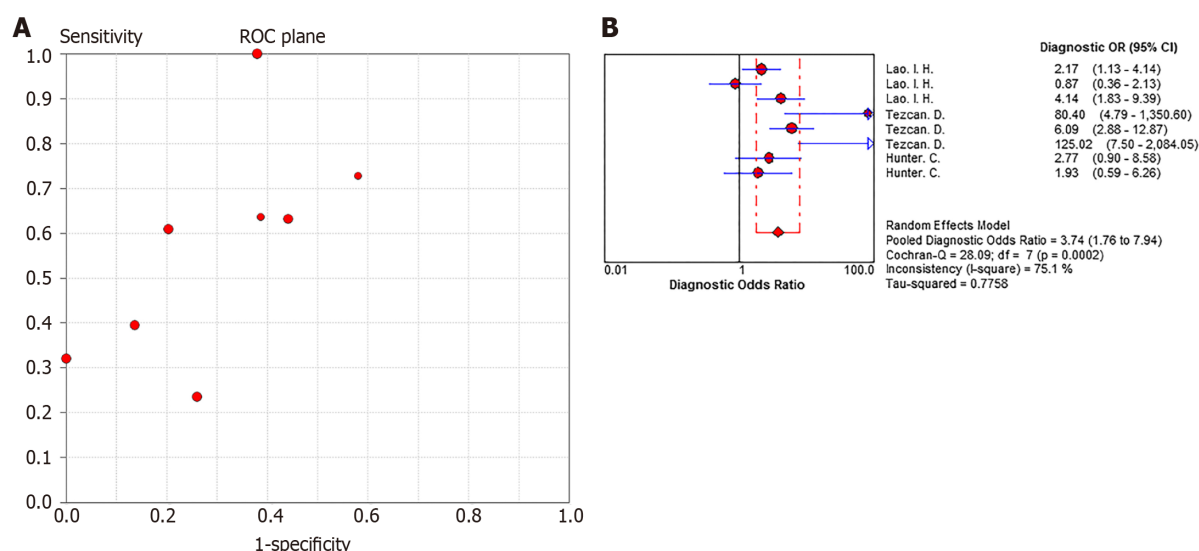 A
Sensitivity ROC plane
1.0
0.9
0.8
0.7
0.6
0.5
0.4
0.3
0.2
0.1
0.0
0.0 0.2 0.4 0.6 0.8 1.0
1-specificity
B
Diagnostic OR (95% CI)
Lao. I. H. 2.17 (1.13 - 4.14)
Lao. I. H. 0.87 (0.36 - 2.13)
Lao. I. H. 4.14 (1.83 - 9.39)
Tezcan. D. 80.40 (4.79 - 1,350.60)
Tezcan. D. 6.09 (2.88 - 12.87)
Tezcan. D. 125.02 (7.50 - 2,084.05)
Hunter. C. 2.77 (0.90 - 8.58)
Hunter. C. 1.93 (0.59 - 6.26)
Random Effects Model
Pooled Diagnostic Odds Ratio = 3.74 (1.76 to 7.94)
Cochran-Q = 28.09; df = 7 (p = 0.0002)
Inconsistency (I-square) = 75.1 %
Tau-squared = 0.7758
0.01 1 100.0
Diagnostic Odds Ratio